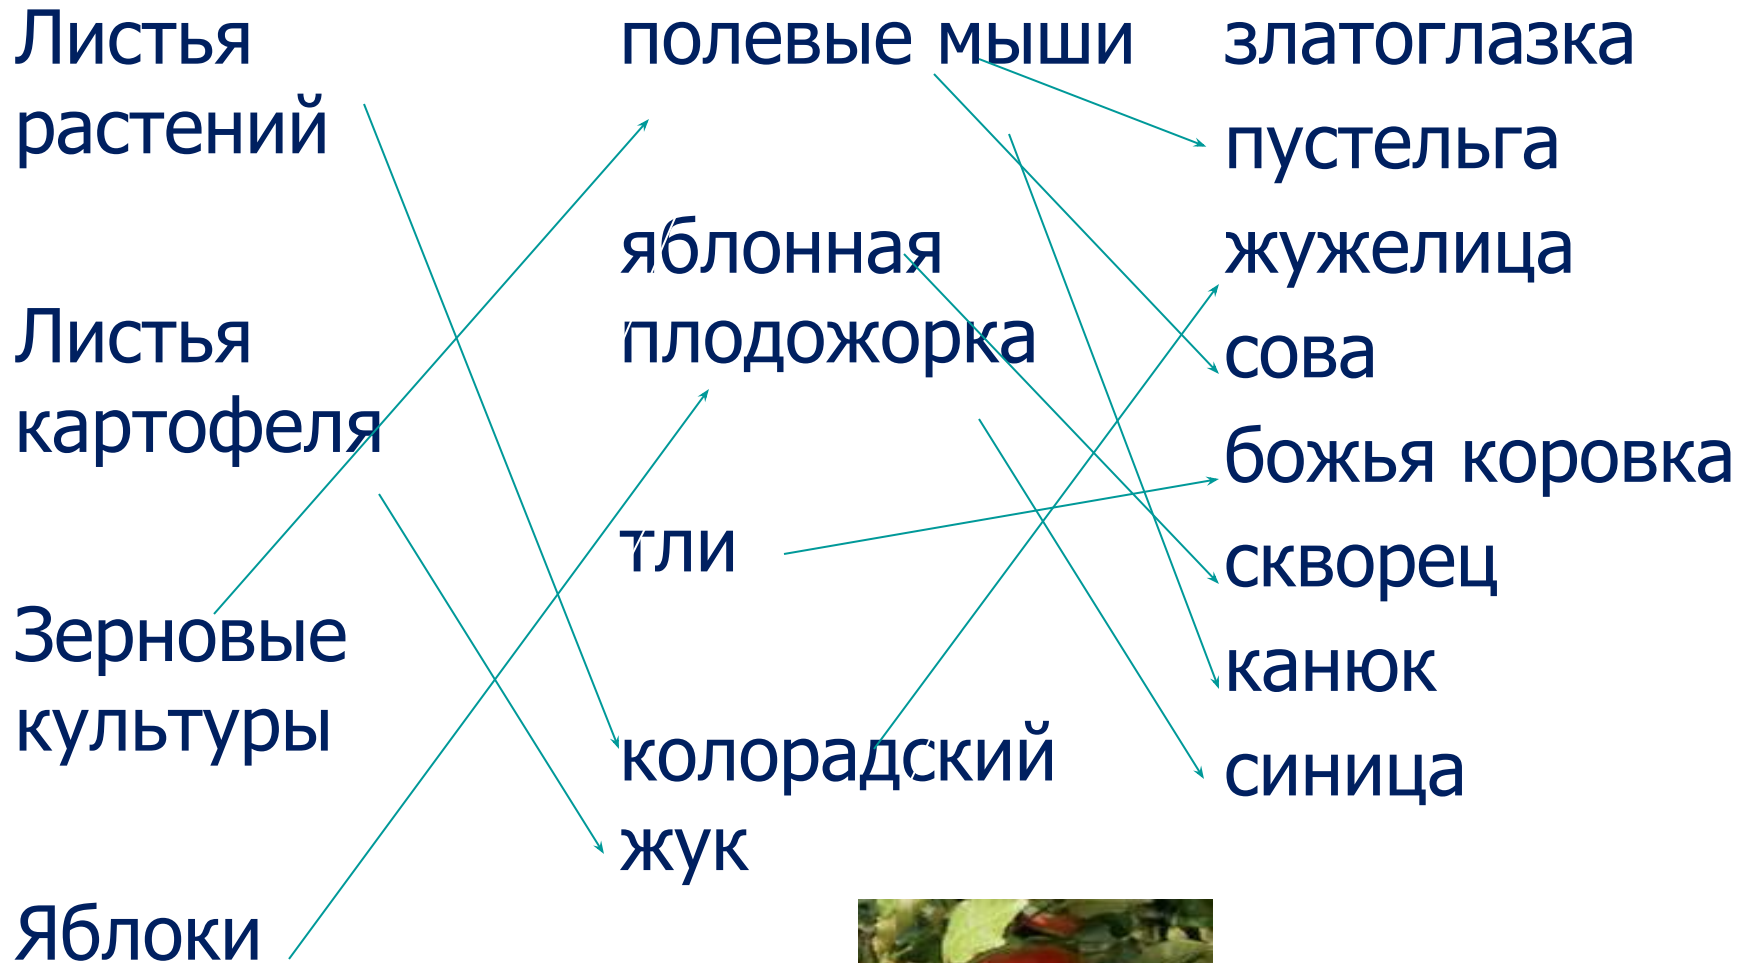 Листья
растений
Листья
картофеля
Зерновые
культуры
Яблоки
полевые мыши
яблонная
плодожорка
тли
колорадский
жук
златоглазка
пустельга
жужелица
сова
божья коровка
скворец
канюк
синица